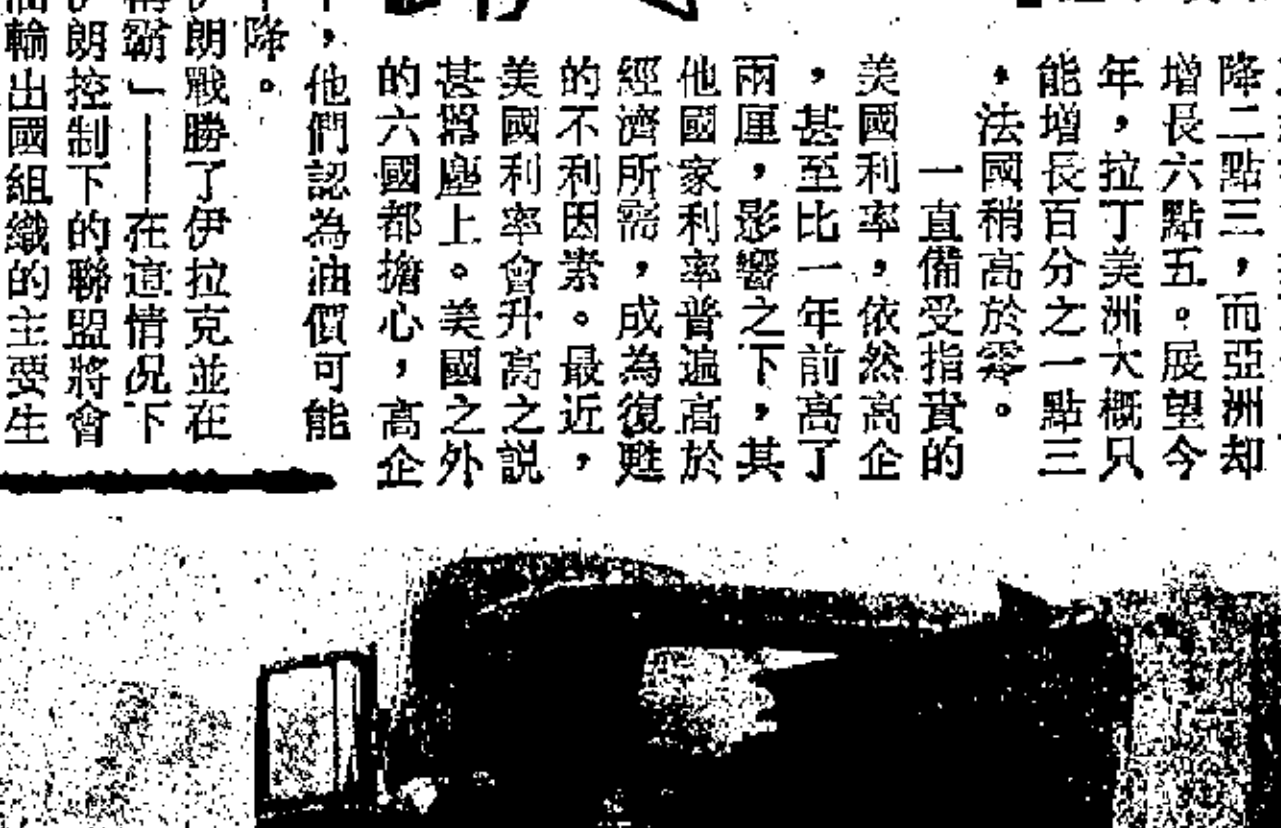 降二點三，而亞洲却
增長六點五。展望今
年，拉丁美洲大概只
能增長百分之一點三
，法國稍高於零。
一直備受指責的
美國利率，依然高企
，甚至比一年前高了
兩厘，影響之下，其
他國家利率普遍高於
經濟所需，成為復甦
的不利因素。最近，
美國利率會升高之説
甚囂塵上。美國之外
的六國都擔心，高企
，他們認為油價可能
降。
伊朗戰勝了伊拉克並在
稱霸」——在這情況下
伊朗控制下的聯盟將會
油輸出國組織的主要生